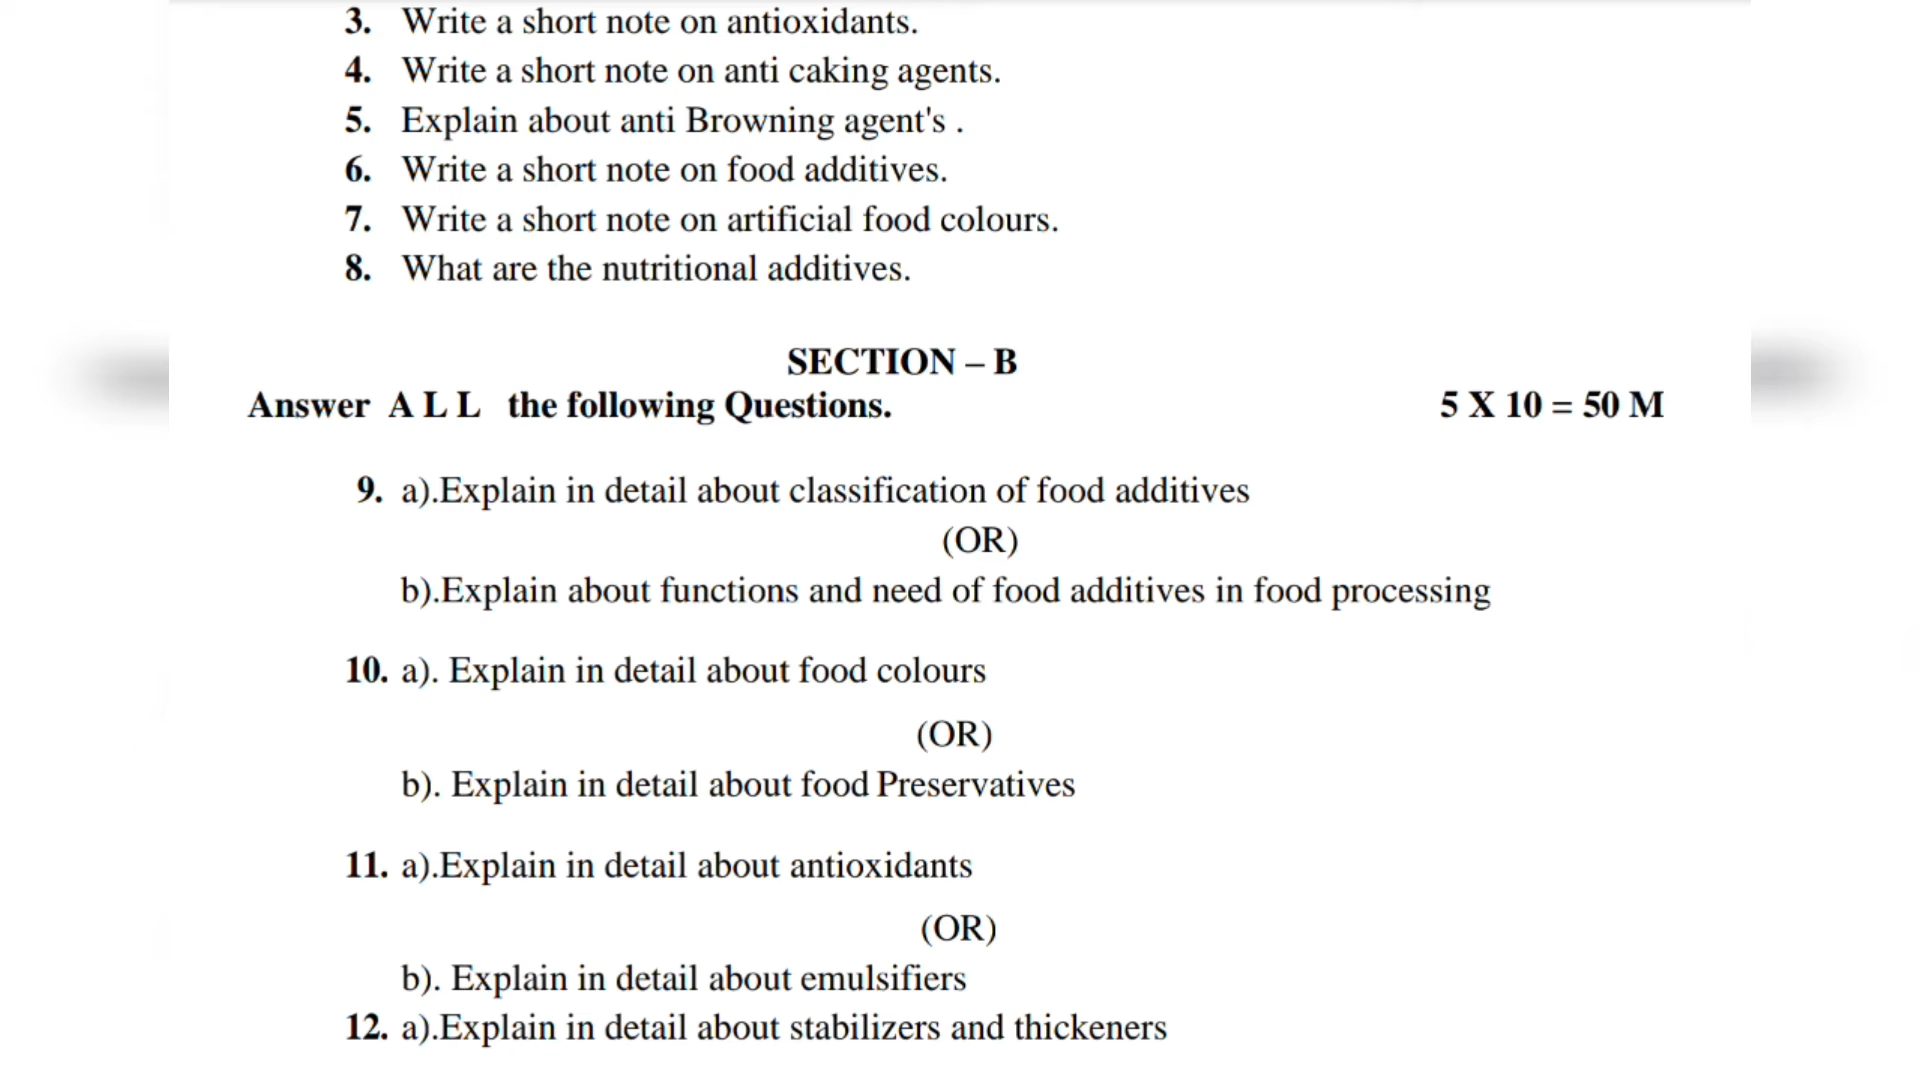 3. Write a short note on antioxidants.
4. Write a short note on anti caking agents.
5. Explain about anti Browning agent's .
6. Write a short note on food additives.
7. Write a short note on artificial food colours.
8. What are the nutritional additives.
SECTION – B
Answer A L L the following Questions. 5 X 10 = 50 M
9. a).Explain in detail about classification of food additives
(OR)
b).Explain about functions and need of food additives in food processing
10. a). Explain in detail about food colours
(OR)
b). Explain in detail about food Preservatives
11. a).Explain in detail about antioxidants
(OR)
b). Explain in detail about emulsifiers
12. a).Explain in detail about stabilizers and thickeners